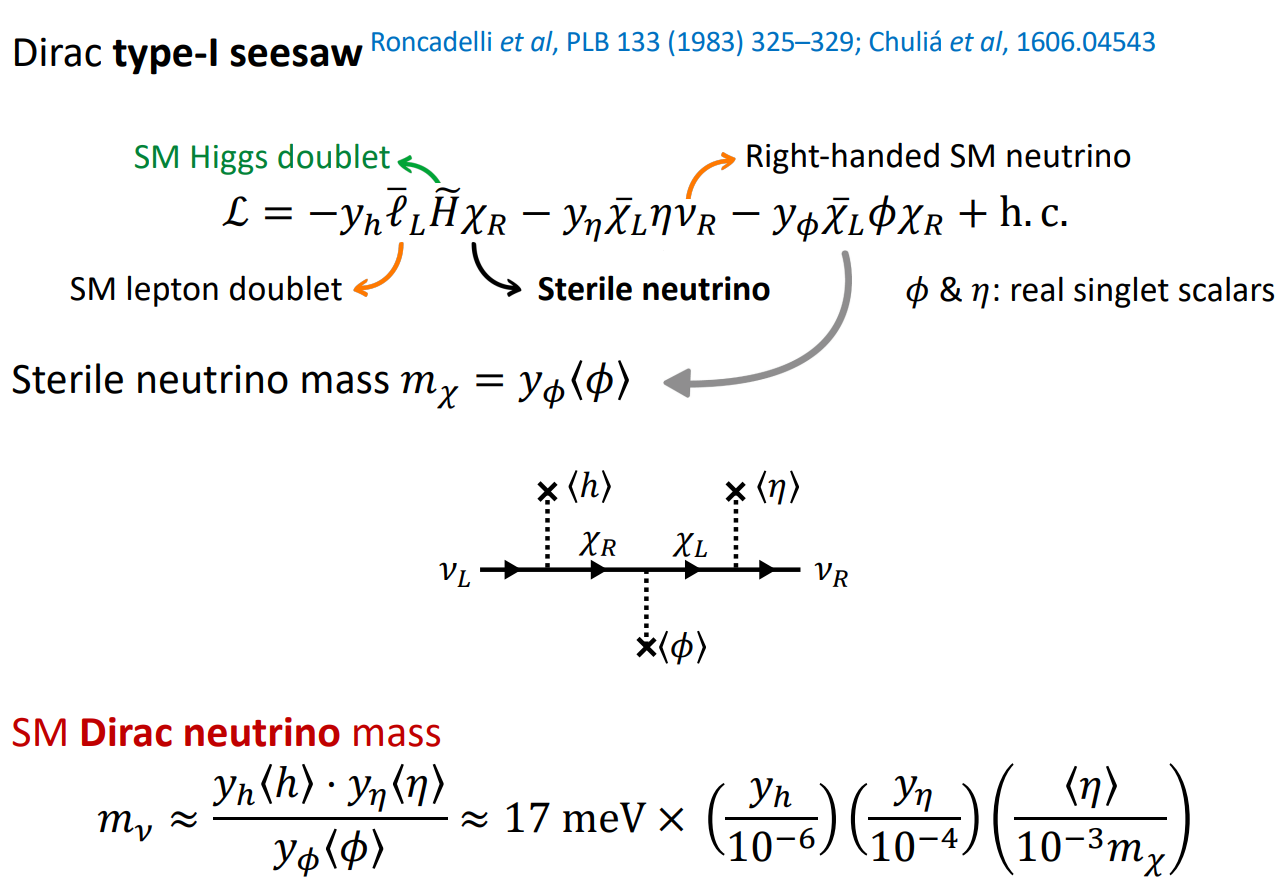 Dirac type-I seesaw Roncadelli et al, PLB 133 (1983) 325–329; Chuliá et al, 1606.04543
SM Higgs doublet
Right-handed SM neutrino
ℒ = −y_h ℓ̄_L H̃ χ_R − y_η χ̄_L η ν_R − y_ϕ χ̄_L ϕ χ_R + h.c.
SM lepton doublet
Sterile neutrino
ϕ & η: real singlet scalars
Sterile neutrino mass m_χ = y_ϕ⟨ϕ⟩
⟨h⟩
⟨η⟩
χ_R
χ_L
ν_L
ν_R
⟨ϕ⟩
SM Dirac neutrino mass
m_ν ≈ (y_h⟨h⟩ · y_η⟨η⟩)/(y_ϕ⟨ϕ⟩) ≈ 17 meV × (y_h/10⁻⁶) (y_η/10⁻⁴) (⟨η⟩/10⁻³m_χ)